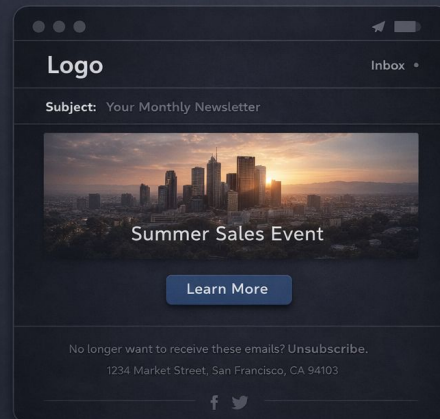 Logo
Inbox
Subject: Your Monthly Newsletter
Summer Sales Event
Learn More
No longer want to receive these emails? Unsubscribe.
1234 Market Street, San Francisco, CA 94103